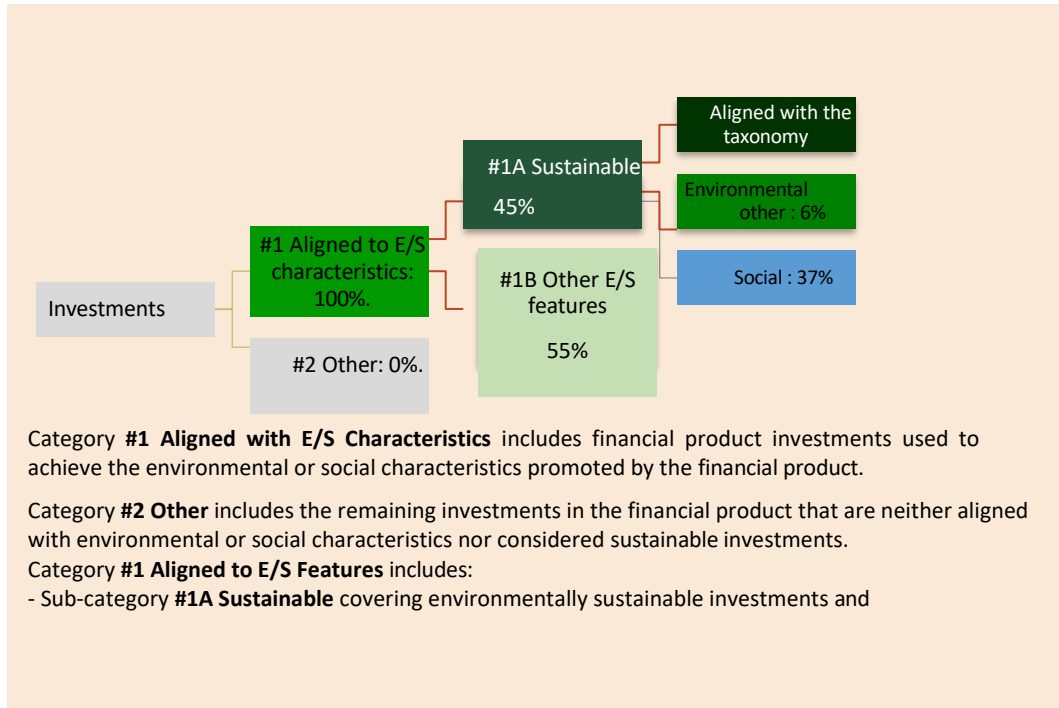 Aligned with the
taxonomy
#1A Sustainable
45%
Environmental
other : 6%
#1 Aligned to E/S
characteristics:
100%.
Social : 37%
#1B Other E/S
features
55%
Investments
#2 Other: 0%.
Category #1 Aligned with E/S Characteristics includes financial product investments used to
achieve the environmental or social characteristics promoted by the financial product.
Category #2 Other includes the remaining investments in the financial product that are neither aligned
with environmental or social characteristics nor considered sustainable investments.
Category #1 Aligned to E/S Features includes:
- Sub-category #1A Sustainable covering environmentally sustainable investments and